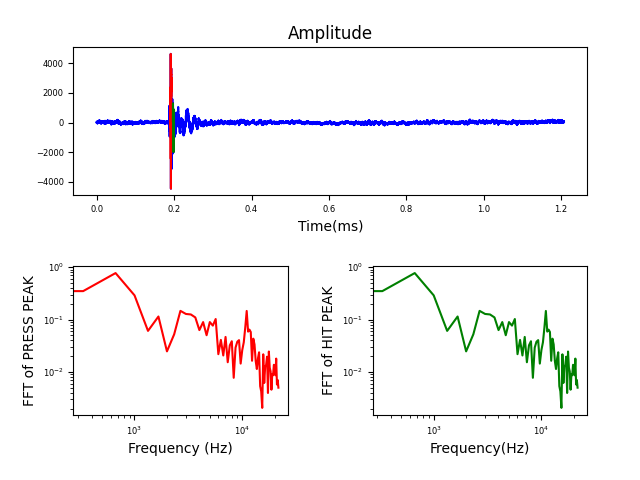 Amplitude
4000
2000
0
−2000
−4000
0.0 0.2 0.4 0.6 0.8 1.0 1.2
Time(ms)
FFT of PRESS PEAK
10⁰
10⁻¹
10⁻²
10³ 10⁴
Frequency (Hz)
FFT of HIT PEAK
10⁰
10⁻¹
10⁻²
10³ 10⁴
Frequency(Hz)